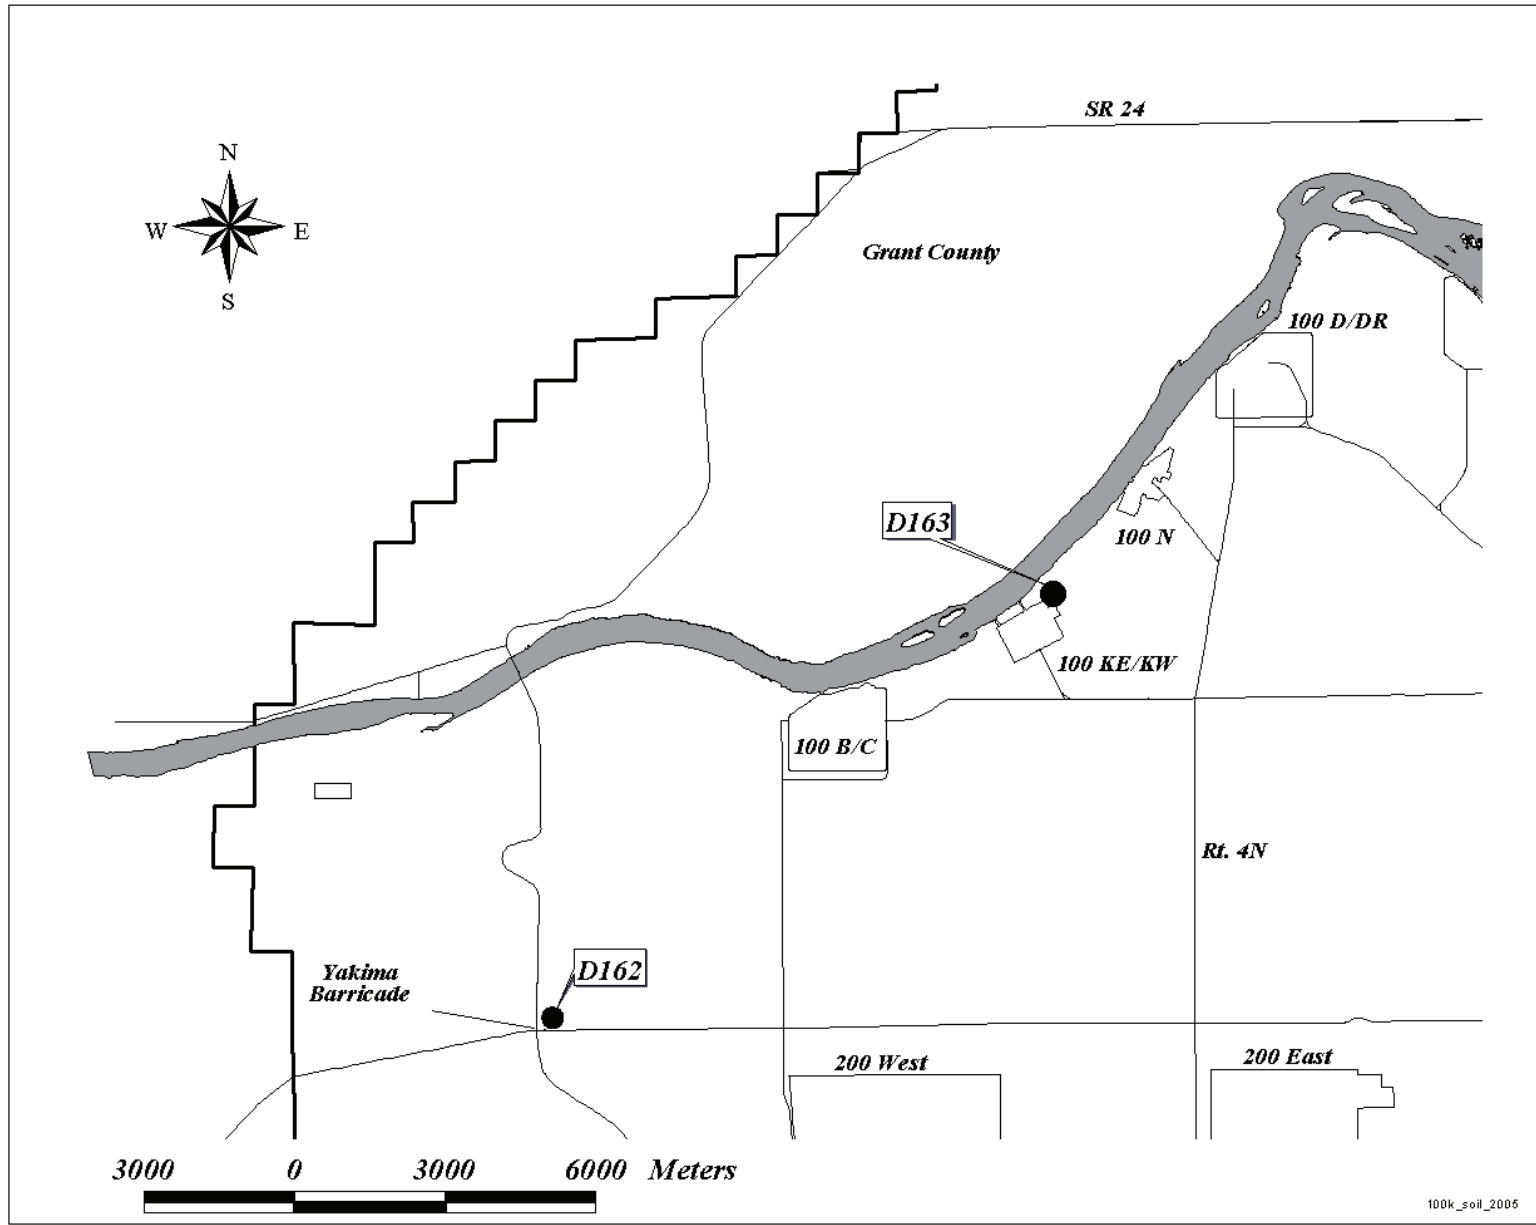 SR 24
N
W E
S
Grant County
100 D/DR
D163
100 N
100 KE/KW
100 B/C
Rt. 4N
D162
Yakima
Barricade
200 West
200 East
3000 0 3000 6000 Meters
100k_soil_2005